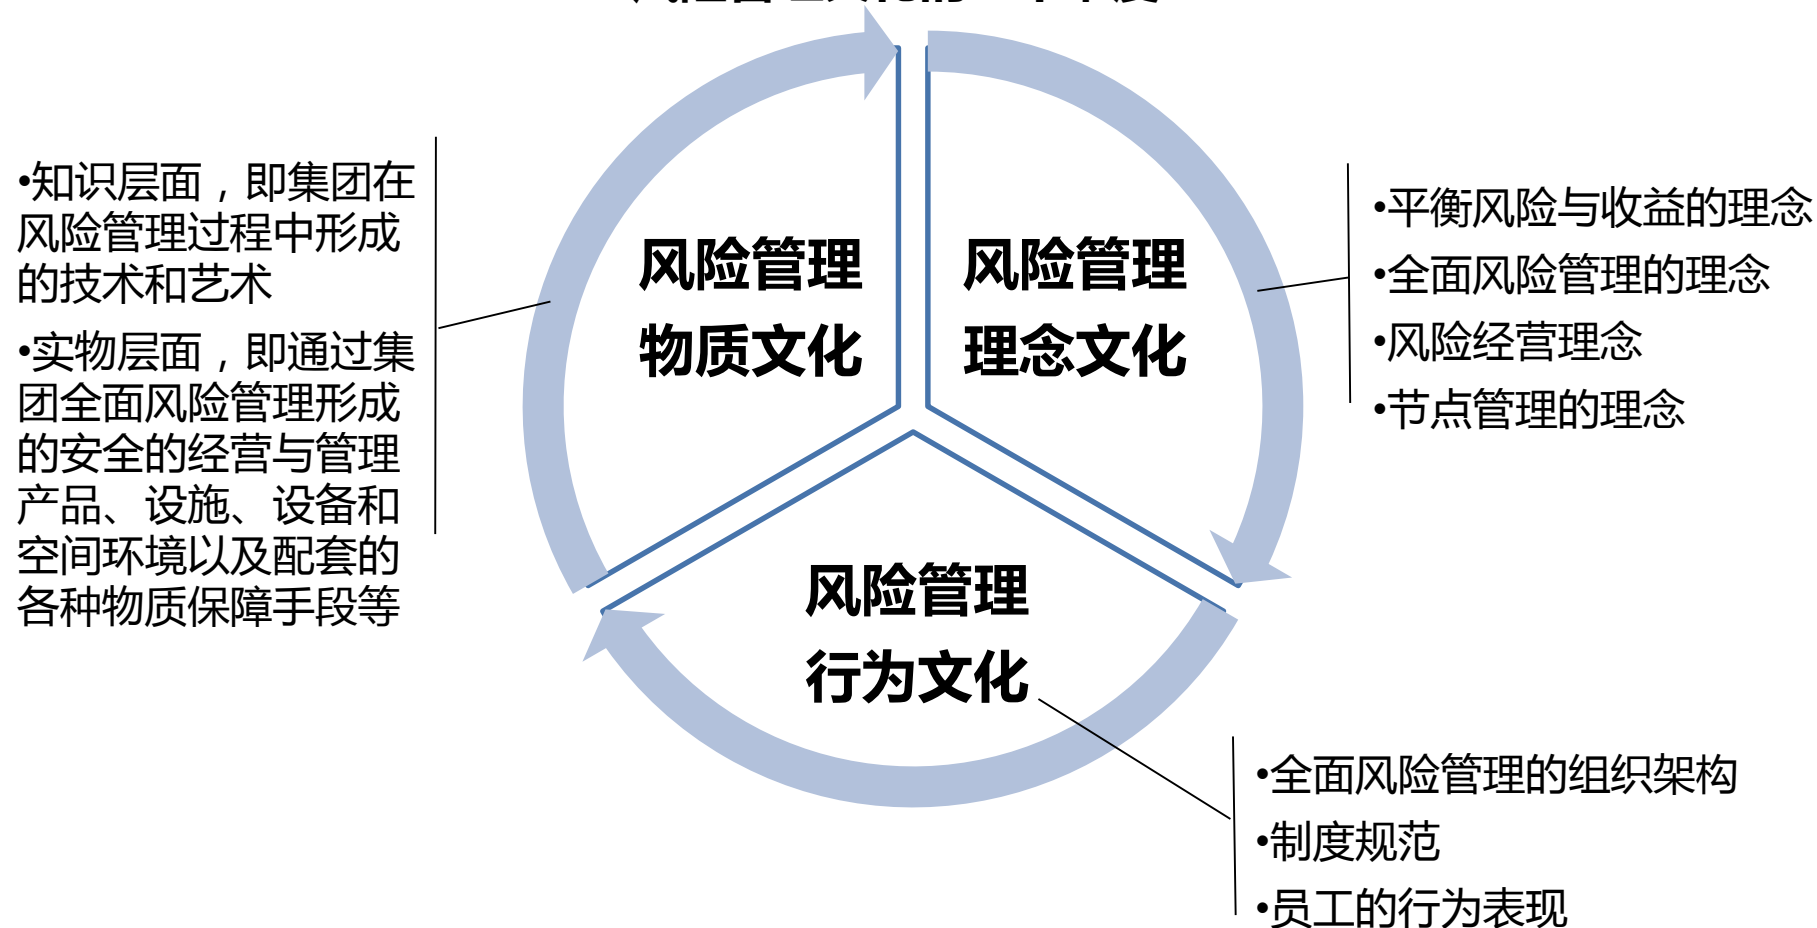 •知识层面，即集团在
风险管理过程中形成
的技术和艺术
•实物层面，即通过集
团全面风险管理形成
的安全的经营与管理
产品、设施、设备和
空间环境以及配套的
各种物质保障手段等
风险管理
物质文化
风险管理
理念文化
•平衡风险与收益的理念
•全面风险管理的理念
•风险经营理念
•节点管理的理念
风险管理
行为文化
•全面风险管理的组织架构
•制度规范
•员工的行为表现